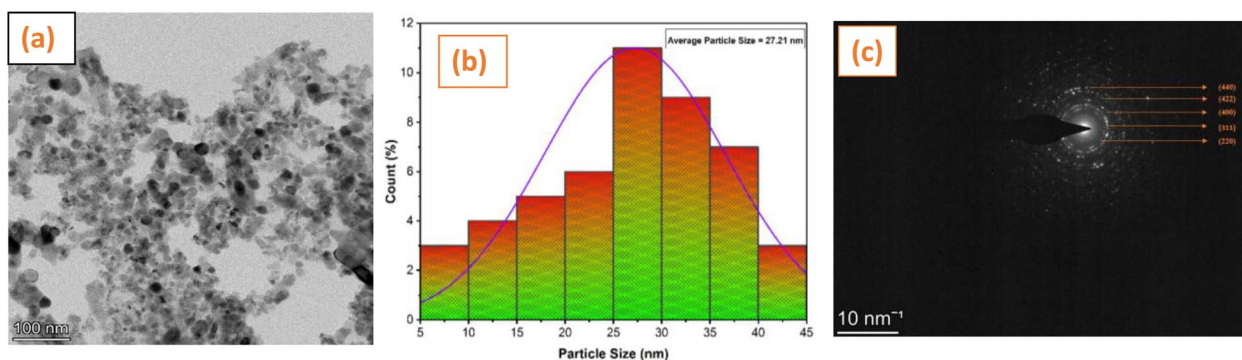 (a)
100 nm
(b)
Average Particle Size = 27.21 nm
Count (%)
12
10
8
6
4
2
0
5 10 15 20 25 30 35 40 45
Particle Size (nm)
(c)
(440)
(422)
(400)
(311)
(220)
10 nm⁻¹